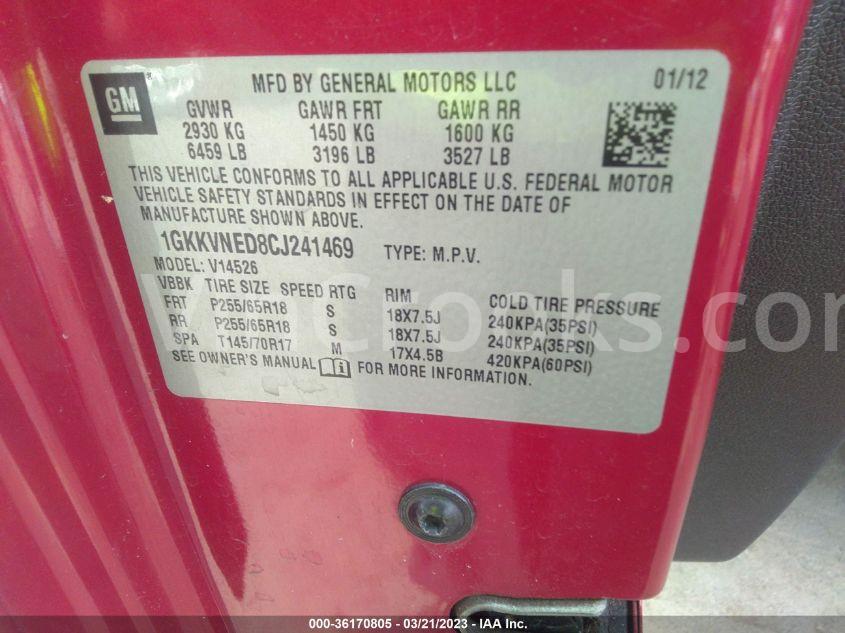 GM
MFD BY GENERAL MOTORS LLC 01/12
GVWR GAWR FRT GAWR RR
2930 KG 1450 KG 1600 KG
6459 LB 3196 LB 3527 LB
THIS VEHICLE CONFORMS TO ALL APPLICABLE U.S. FEDERAL MOTOR
VEHICLE SAFETY STANDARDS IN EFFECT ON THE DATE OF
MANUFACTURE SHOWN ABOVE.
1GKKVNED8CJ241469 TYPE: M.P.V.
MODEL: V14526
VBBK TIRE SIZE SPEED RTG RIM COLD TIRE PRESSURE
FRT P255/65R18 S 18X7.5J 240KPA(35PSI)
RR P255/65R18 S 18X7.5J 240KPA(35PSI)
SPA T145/70R17 M 17X4.5B 420KPA(60PSI)
SEE OWNER'S MANUAL i FOR MORE INFORMATION.
000-36170805 - 03/21/2023 - IAA Inc.